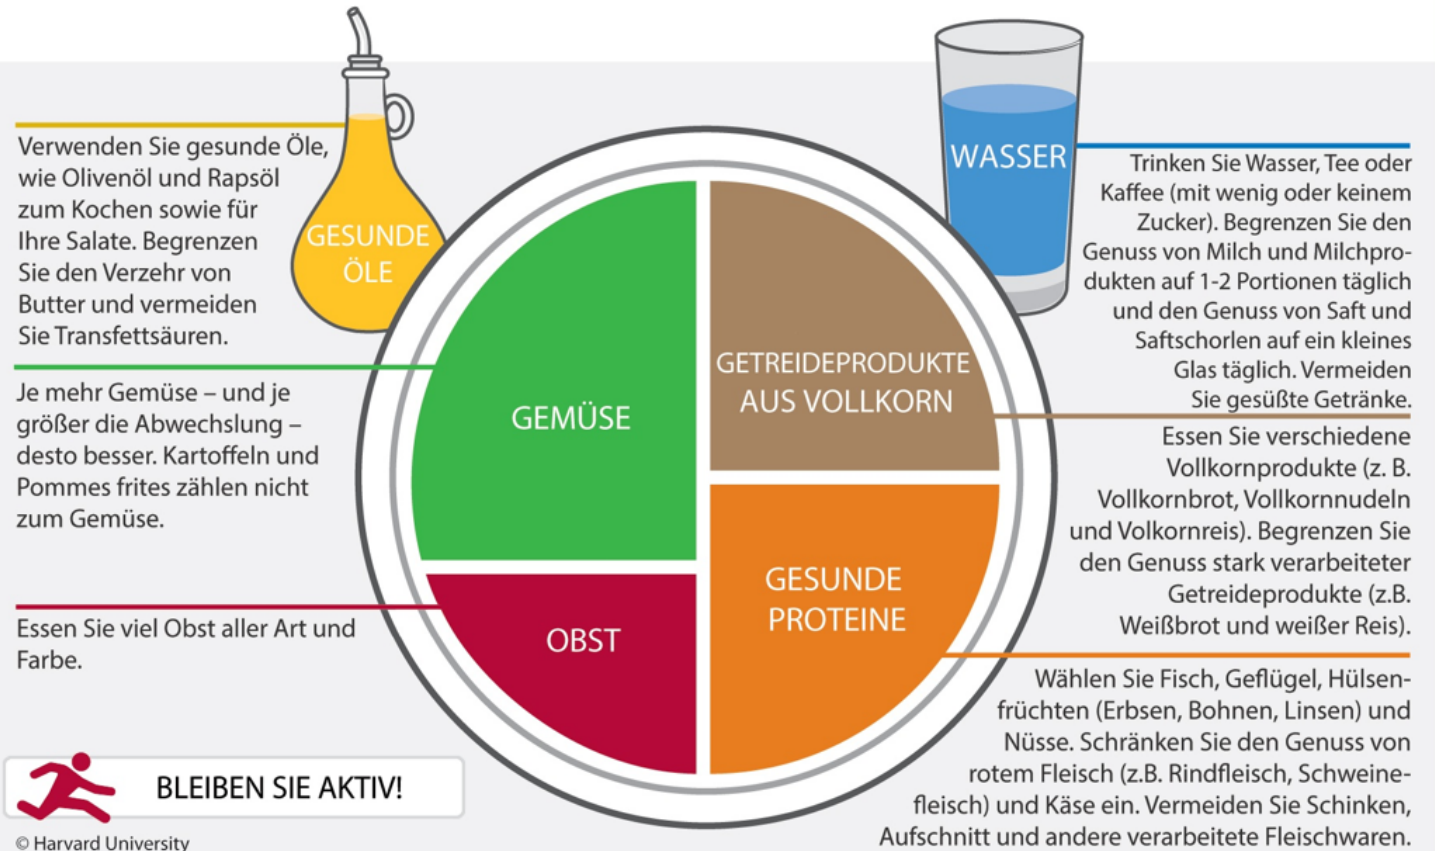 GESUNDE
ÖLE
Verwenden Sie gesunde Öle,
wie Olivenöl und Rapsöl
zum Kochen sowie für
Ihre Salate. Begrenzen
Sie den Verzehr von
Butter und vermeiden
Sie Transfettsäuren.
Je mehr Gemüse – und je
größer die Abwechslung –
desto besser. Kartoffeln und
Pommes frites zählen nicht
zum Gemüse.
Essen Sie viel Obst aller Art und
Farbe.
GEMÜSE
OBST
GETREIDEPRODUKTE
AUS VOLLKORN
GESUNDE
PROTEINE
WASSER
Trinken Sie Wasser, Tee oder
Kaffee (mit wenig oder keinem
Zucker). Begrenzen Sie den
Genuss von Milch und Milchpro-
dukten auf 1-2 Portionen täglich
und den Genuss von Saft und
Saftschorlen auf ein kleines
Glas täglich. Vermeiden
Sie gesüßte Getränke.
Essen Sie verschiedene
Vollkornprodukte (z. B.
Vollkornbrot, Vollkornnudeln
und Volkornreis). Begrenzen Sie
den Genuss stark verarbeiteter
Getreideprodukte (z.B.
Weißbrot und weißer Reis).
Wählen Sie Fisch, Geflügel, Hülsen-
früchten (Erbsen, Bohnen, Linsen) und
Nüsse. Schränken Sie den Genuss von
rotem Fleisch (z.B. Rindfleisch, Schweine-
fleisch) und Käse ein. Vermeiden Sie Schinken,
Aufschnitt und andere verarbeitete Fleischwaren.
BLEIBEN SIE AKTIV!
© Harvard University